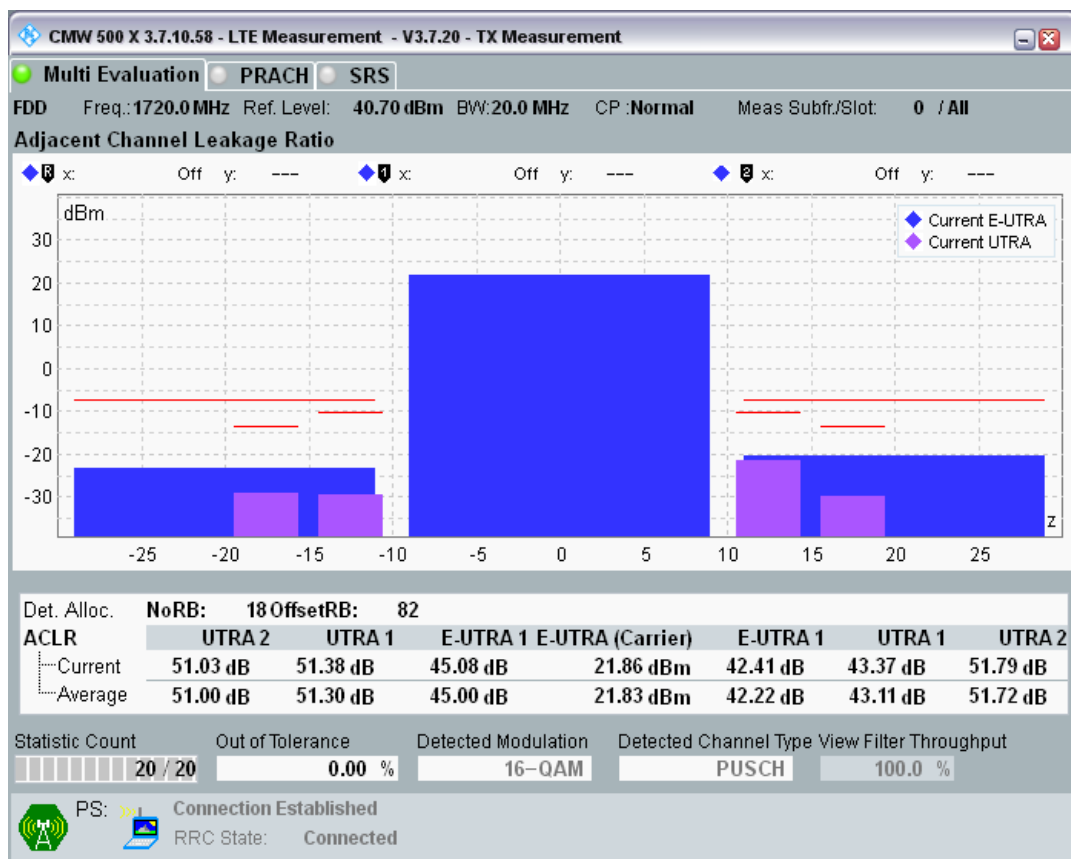 CMW 500 X 3.7.10.58 - LTE Measurement - V3.7.20 - TX Measurement
Multi Evaluation PRACH SRS
FDD Freq.: 1720.0 MHz Ref. Level: 40.70 dBm BW: 20.0 MHz CP : Normal Meas Subfr./Slot: 0 / All
Adjacent Channel Leakage Ratio
R x: Off y: --- 1 x: Off y: --- 2 x: Off y: ---
dBm
Current E-UTRA
Current UTRA
30
20
10
0
-10
-20
-30
z
-25 -20 -15 -10 -5 0 5 10 15 20 25
Det. Alloc. NoRB: 18 OffsetRB: 82
ACLR UTRA 2 UTRA 1 E-UTRA 1 E-UTRA (Carrier) E-UTRA 1 UTRA 1 UTRA 2
Current 51.03 dB 51.38 dB 45.08 dB 21.86 dBm 42.41 dB 43.37 dB 51.79 dB
Average 51.00 dB 51.30 dB 45.00 dB 21.83 dBm 42.22 dB 43.11 dB 51.72 dB
Statistic Count Out of Tolerance Detected Modulation Detected Channel Type View Filter Throughput
20 / 20 0.00 % 16-QAM PUSCH 100.0 %
PS: Connection Established
RRC State: Connected